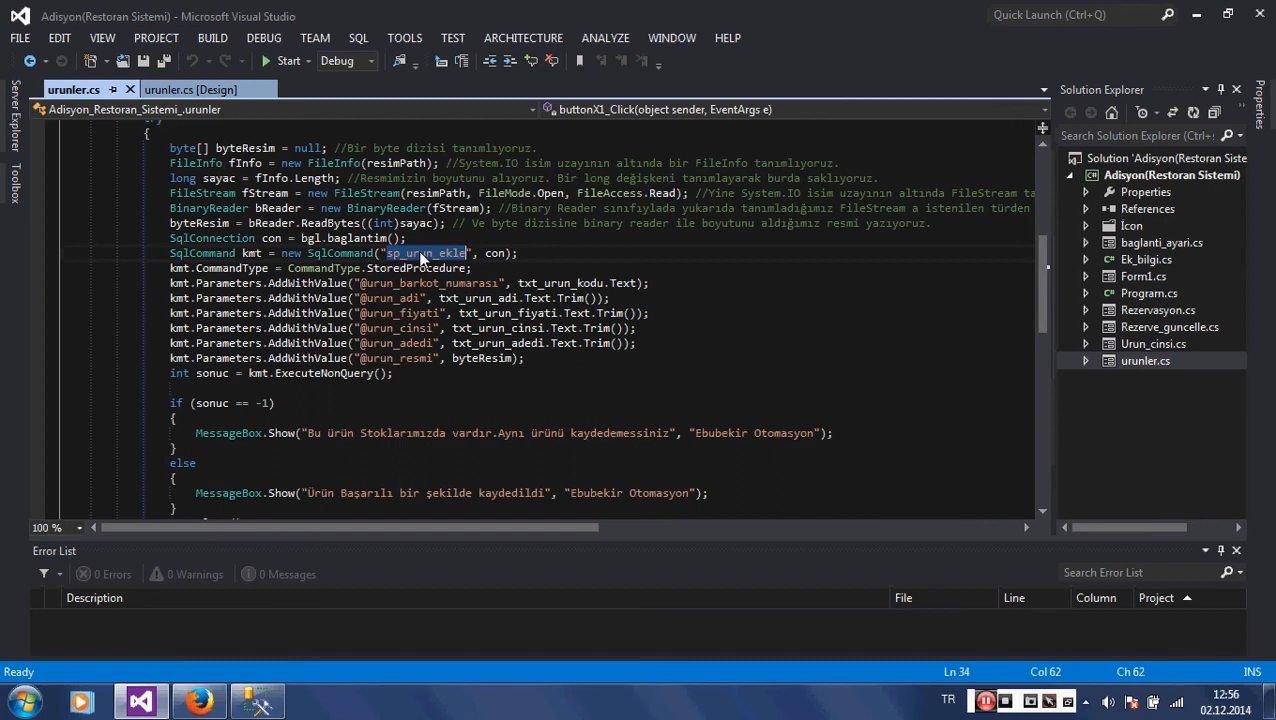 Adisyon(Restoran Sistemi) - Microsoft Visual Studio
Quick Launch (Ctrl+Q)
FILE EDIT VIEW PROJECT BUILD DEBUG TEAM SQL TOOLS TEST ARCHITECTURE ANALYZE WINDOW HELP
Start Debug
urunler.cs urunler.cs [Design]
Server Explorer
Toolbox
Adisyon_Restoran_Sistemi_.urunler
buttonX1_Click(object sender, EventArgs e)
try
{
byte[] byteResim = null; //Bir byte dizisi tanımlıyoruz.
FileInfo fInfo = new FileInfo(resimPath); //System.IO isim uzayının altında bir FileInfo tanımlıyoruz.
long sayac = fInfo.Length; //Resmimizin boyutunu alıyoruz. Bir long değişkeni tanımlayarak burda saklıyoruz.
FileStream fStream = new FileStream(resimPath, FileMode.Open, FileAccess.Read); //Yine System.IO isim uzayının altında FileStream ta
BinaryReader bReader = new BinaryReader(fStream); //Binary Reader sınıfıylada yukarıda tanımladığımız FileStream a istenilen türden
byteResim = bReader.ReadBytes((int)sayac); // Ve byte dizisine binary reader ile boyutunu aldığımız resmi yazıyoruz.
SqlConnection con = bgl.baglantim();
SqlCommand kmt = new SqlCommand("sp_urun_ekle", con);
kmt.CommandType = CommandType.StoredProcedure;
kmt.Parameters.AddWithValue("@urun_barkot_numarası", txt_urun_kodu.Text);
kmt.Parameters.AddWithValue("@urun_adi", txt_urun_adi.Text.Trim());
kmt.Parameters.AddWithValue("@urun_fiyati", txt_urun_fiyati.Text.Trim());
kmt.Parameters.AddWithValue("@urun_cinsi", txt_urun_cinsi.Text.Trim());
kmt.Parameters.AddWithValue("@urun_adedi", txt_urun_adedi.Text.Trim());
kmt.Parameters.AddWithValue("@urun_resmi", byteResim);
int sonuc = kmt.ExecuteNonQuery();
if (sonuc == -1)
{
MessageBox.Show("Bu ürün Stoklarımızda vardır.Aynı ürünü kaydedemessiniz", "Ebubekir Otomasyon");
}
else
{
MessageBox.Show("Ürün Başarılı bir şekilde kaydedildi", "Ebubekir Otomasyon");
}
100 %
Solution Explorer
Search Solution Explorer (Ctrl+ş)
Solution 'Adisyon(Restoran Siste
Adisyon(Restoran Sistemi)
Properties
References
Icon
baglanti_ayari.cs
Ek_bilgi.cs
Form1.cs
Program.cs
Rezervasyon.cs
Rezerve_guncelle.cs
Urun_cinsi.cs
urunler.cs
Properties
Error List
0 Errors 0 Warnings 0 Messages
Search Error List
Description File Line Column Project
Ready Ln 34 Col 62 Ch 62 INS
TR 12:56
02.12.2014